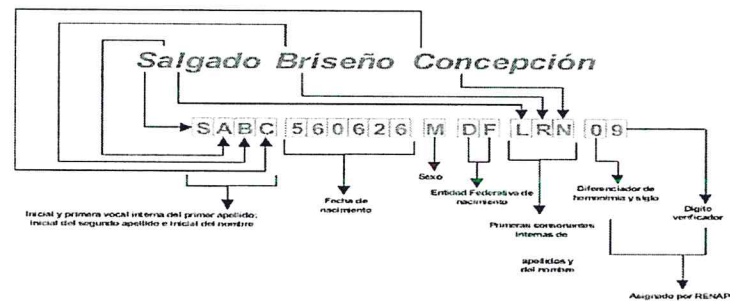 Salgado Briseño Concepción
S A B C 5 6 0 6 2 6 M D F L R N 0 9
Sexo
Fecha de
nacimiento
Entidad Federativa de
nacimiento
Diferenciador de
homonimia y siglo
Digito
verificador
Inicial y primera vocal interna del primer apellido;
Inicial del segundo apellido e inicial del nombre
Primeras consonantes
internas de
apellidos y
del nombre
Asignado por RENAP